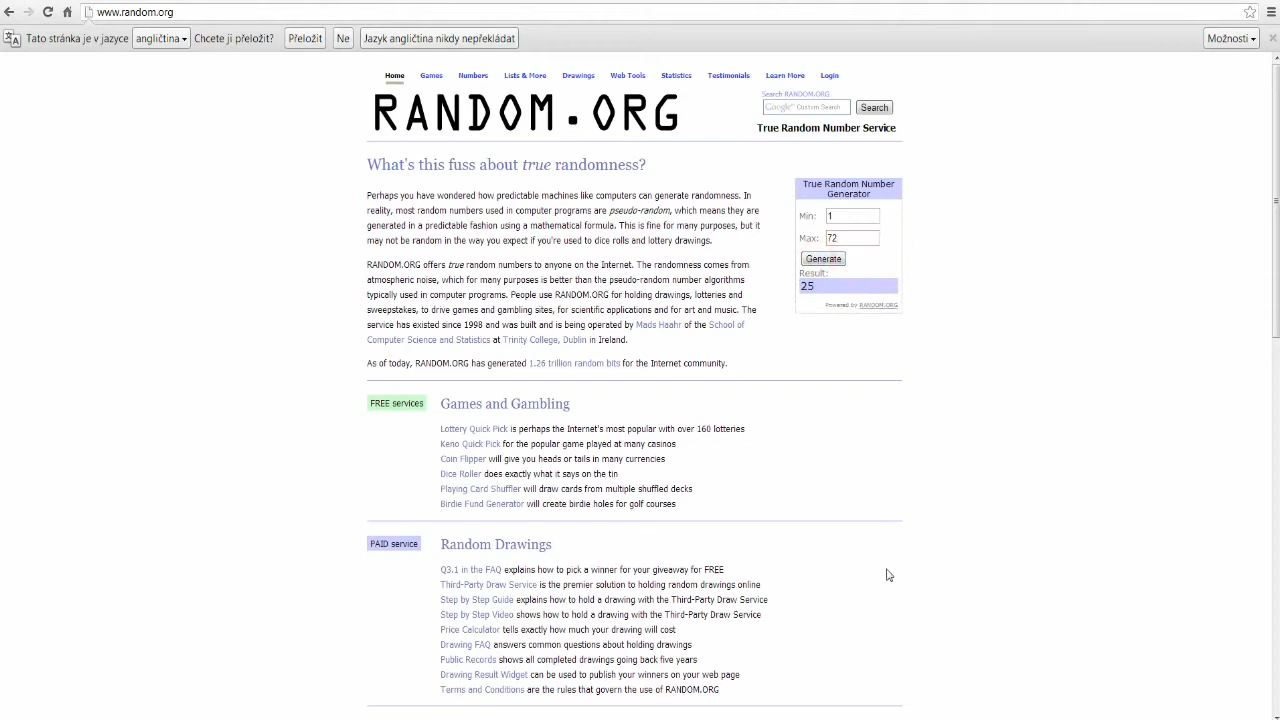 www.random.org
Tato stránka je v jazyce angličtina Chcete ji přeložit? Přeložit Ne Jazyk angličtina nikdy nepřekládat Možnosti
Home Games Numbers Lists & More Drawings Web Tools Statistics Testimonials Learn More Login
RANDOM.ORG
Search RANDOM.ORG
Google™ Custom Search Search
True Random Number Service
What's this fuss about true randomness?
Perhaps you have wondered how predictable machines like computers can generate randomness. In
reality, most random numbers used in computer programs are pseudo-random, which means they are
generated in a predictable fashion using a mathematical formula. This is fine for many purposes, but it
may not be random in the way you expect if you're used to dice rolls and lottery drawings.
RANDOM.ORG offers true random numbers to anyone on the Internet. The randomness comes from
atmospheric noise, which for many purposes is better than the pseudo-random number algorithms
typically used in computer programs. People use RANDOM.ORG for holding drawings, lotteries and
sweepstakes, to drive games and gambling sites, for scientific applications and for art and music. The
service has existed since 1998 and was built and is being operated by Mads Haahr of the School of
Computer Science and Statistics at Trinity College, Dublin in Ireland.
As of today, RANDOM.ORG has generated 1.26 trillion random bits for the Internet community.
True Random Number
Generator
Min: 1
Max: 72
Generate
Result:
25
Powered by RANDOM.ORG
FREE services
Games and Gambling
Lottery Quick Pick is perhaps the Internet's most popular with over 160 lotteries
Keno Quick Pick for the popular game played at many casinos
Coin Flipper will give you heads or tails in many currencies
Dice Roller does exactly what it says on the tin
Playing Card Shuffler will draw cards from multiple shuffled decks
Birdie Fund Generator will create birdie holes for golf courses
PAID service
Random Drawings
Q3.1 in the FAQ explains how to pick a winner for your giveaway for FREE
Third-Party Draw Service is the premier solution to holding random drawings online
Step by Step Guide explains how to hold a drawing with the Third-Party Draw Service
Step by Step Video shows how to hold a drawing with the Third-Party Draw Service
Price Calculator tells exactly how much your drawing will cost
Drawing FAQ answers common questions about holding drawings
Public Records shows all completed drawings going back five years
Drawing Result Widget can be used to publish your winners on your web page
Terms and Conditions are the rules that govern the use of RANDOM.ORG